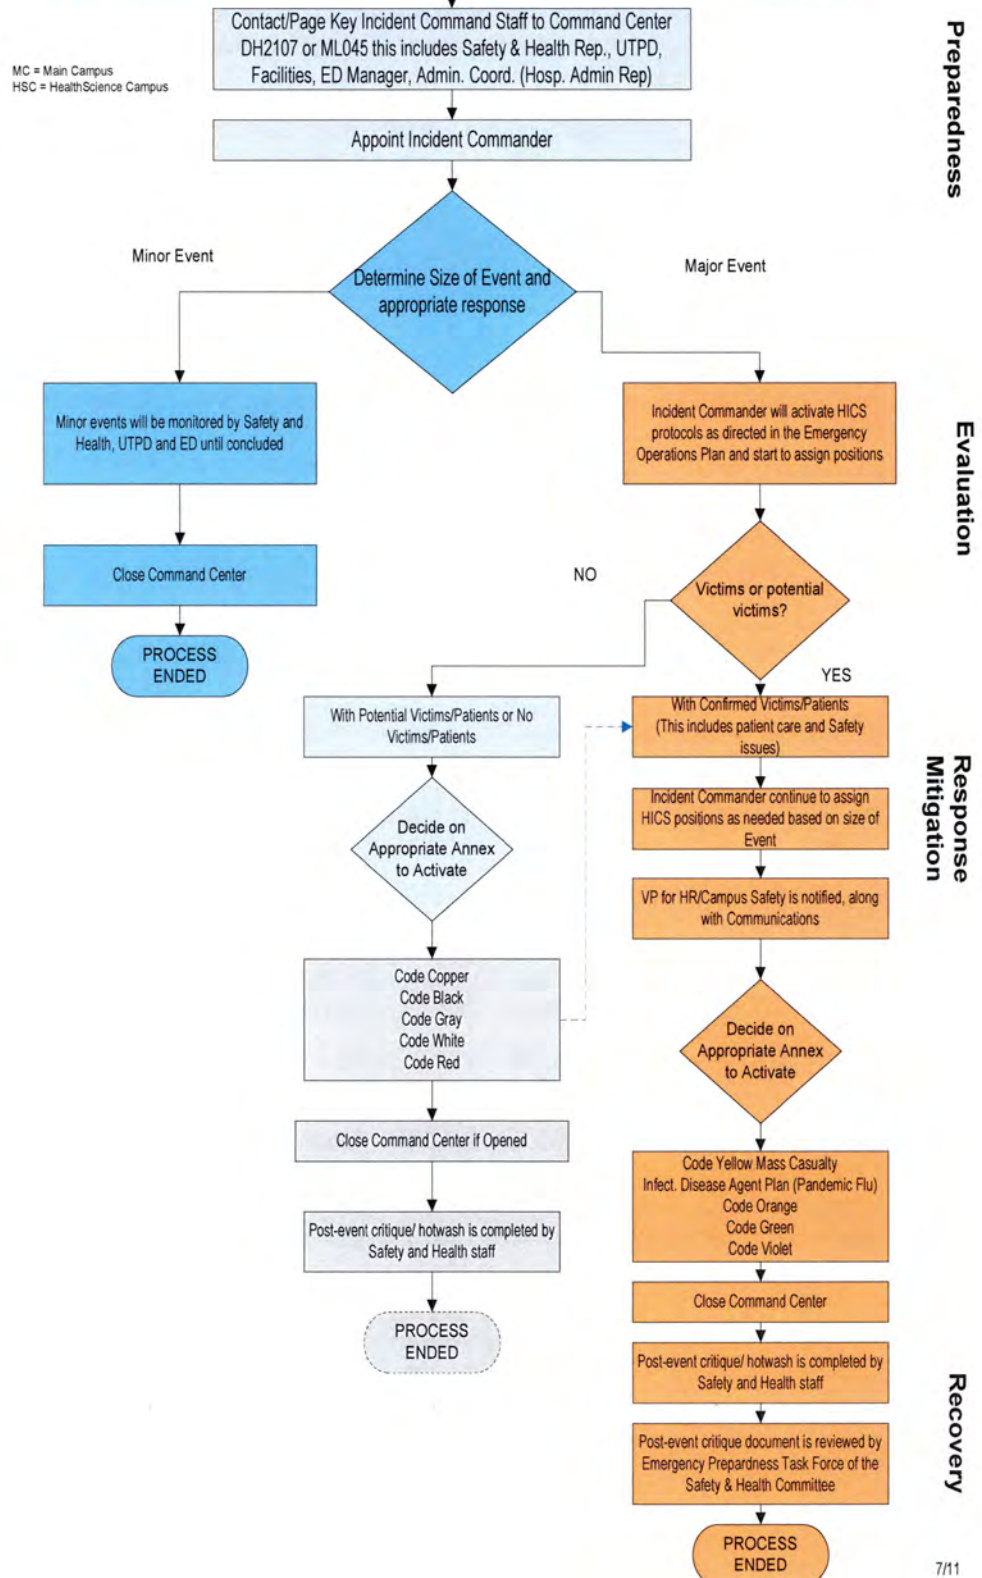 Contact/Page Key Incident Command Staff to Command Center
DH2107 or ML045 this includes Safety & Health Rep., UTPD,
Facilities, ED Manager, Admin. Coord. (Hosp. Admin Rep)
MC = Main Campus
HSC = HealthScience Campus
Preparedness
Appoint Incident Commander
Minor Event
Major Event
Determine Size of Event and
appropriate response
Minor events will be monitored by Safety and
Health, UTPD and ED until concluded
Incident Commander will activate HICS
protocols as directed in the Emergency
Operations Plan and start to assign positions
Evaluation
Close Command Center
NO
Victims or potential
victims?
PROCESS
ENDED
YES
With Potential Victims/Patients or No
Victims/Patients
With Confirmed Victims/Patients
(This includes patient care and Safety
issues)
Response
Mitigation
Incident Commander continue to assign
HICS positions as needed based on size of
Event
Decide on
Appropriate Annex
to Activate
VP for HR/Campus Safety is notified, along
with Communications
Code Copper
Code Black
Code Gray
Code White
Code Red
Decide on
Appropriate Annex
to Activate
Close Command Center if Opened
Code Yellow Mass Casualty
Infect. Disease Agent Plan (Pandemic Flu)
Code Orange
Code Green
Code Violet
Post-event critique/ hotwash is completed by
Safety and Health staff
Close Command Center
PROCESS
ENDED
Post-event critique/ hotwash is completed by
Safety and Health staff
Recovery
Post-event critique document is reviewed by
Emergency Prepardness Task Force of the
Safety & Health Committee
PROCESS
ENDED
7/11